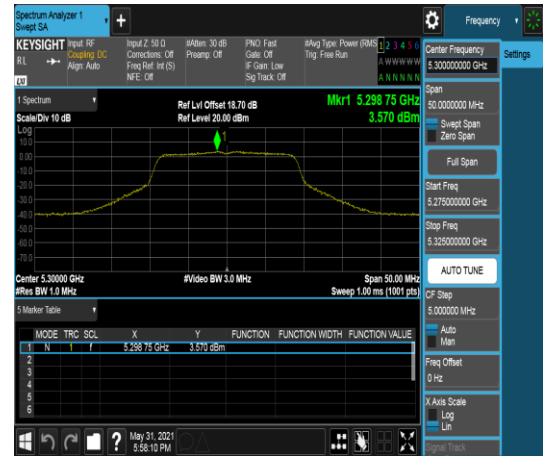 Spectrum Analyzer 1
Swept SA
+
Frequency
KEYSIGHT
Input: RF
Input Z: 50 Ω
#Atten: 30 dB
PNO: Fast
#Avg Type: Power (RMS
1 2 3 4 5 6
RL
Coupling: DC
Corrections: Off
Preamp: Off
Gate: Off
Trig: Free Run
A W W W W W
Align: Auto
Freq Ref: Int (S)
IF Gain: Low
NFE: Off
Sig Track: Off
A N N N N N
LXI
1 Spectrum
Ref Lvl Offset 18.70 dB
Mkr1 5.298 75 GHz
Scale/Div 10 dB
Ref Level 20.00 dBm
3.570 dBm
Log
1
10.0
0.00
-10.0
-20.0
-30.0
-40.0
-50.0
-60.0
-70.0
Center 5.30000 GHz
#Video BW 3.0 MHz
Span 50.00 MHz
#Res BW 1.0 MHz
Sweep 1.00 ms (1001 pts)
5 Marker Table
MODE TRC SCL X Y FUNCTION FUNCTION WIDTH FUNCTION VALUE
1 N 1 f 5.298 75 GHz 3.570 dBm
2
3
4
5
6
?
May 31, 2021
5:58:10 PM
Center Frequency
5.300000000 GHz
Settings
Span
50.0000000 MHz
Swept Span
Zero Span
Full Span
Start Freq
5.275000000 GHz
Stop Freq
5.325000000 GHz
AUTO TUNE
CF Step
5.000000 MHz
Auto
Man
Freq Offset
0 Hz
X Axis Scale
Log
Lin
Signal Track